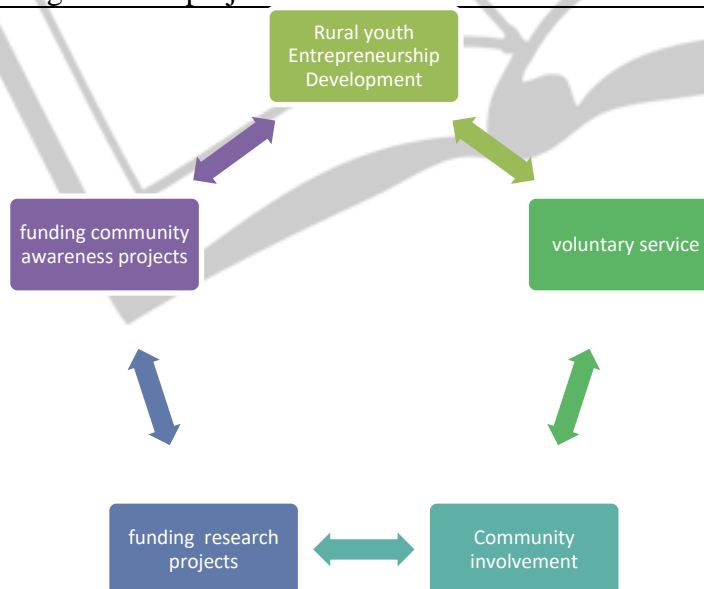 Rural youth
Entrepreneurship
Development
funding community
awareness projects
voluntary service
funding research
projects
Community
involvement